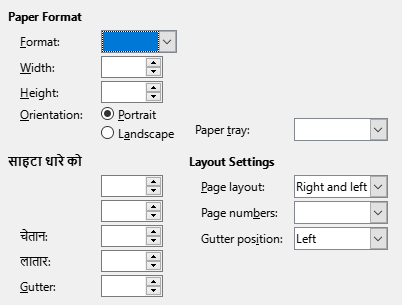 Paper Format
Format:
Width:
Height:
Orientation: Portrait
Landscape
Paper tray:
साहटा धारे को
Layout Settings
Page layout: Right and left
Page numbers:
चेतान:
Gutter position: Left
लातार:
Gutter: